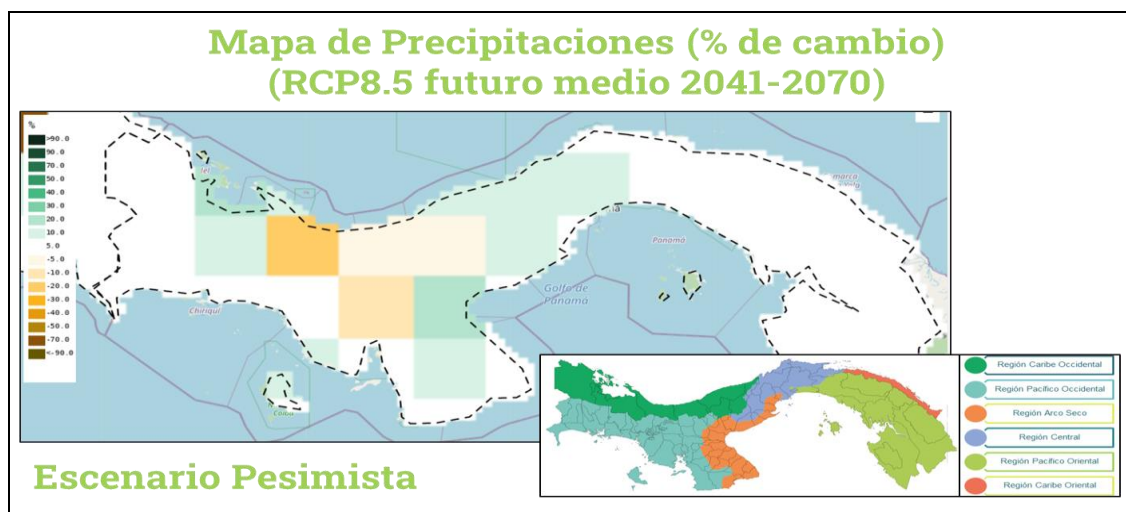 Mapa de Precipitaciones (% de cambio)
(RCP8.5 futuro medio 2041-2070)
%
>90.0
90.0
70.0
50.0
40.0
30.0
20.0
10.0
5.0
-5.0
-10.0
-20.0
-30.0
-40.0
-50.0
-70.0
<-90.0
Chiriquí
Coiba
Golfo de
Panamá
Panamá
marca
Región Caribe Occidental
Región Pacífico Occidental
Región Arco Seco
Región Central
Región Pacífico Oriental
Región Caribe Oriental
Escenario Pesimista